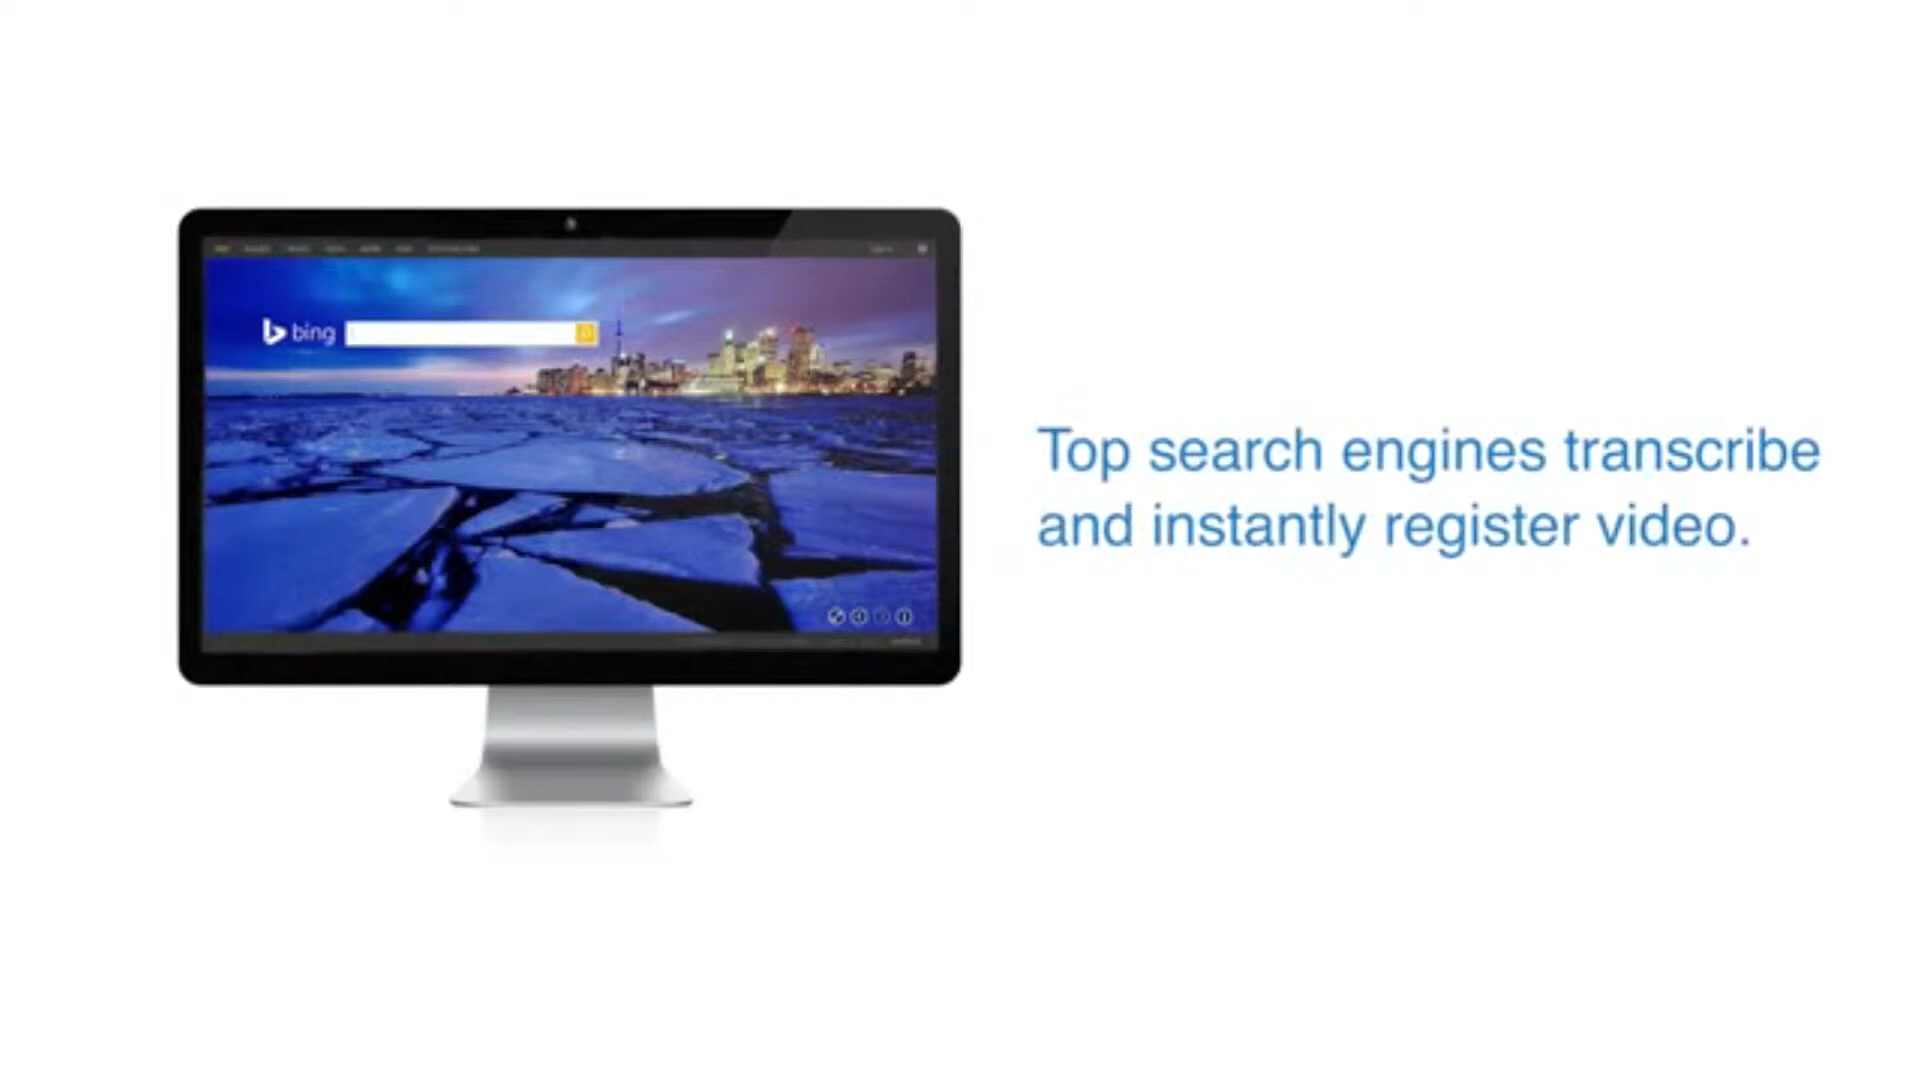 bing
Top search engines transcribe
and instantly register video.